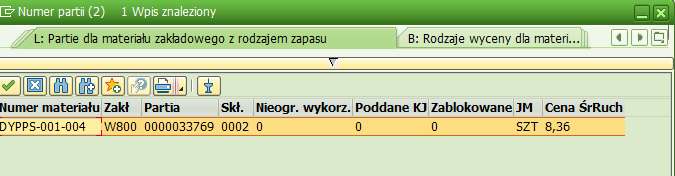 Numer partii (2) 1 Wpis znaleziony
L: Partie dla materiału zakładowego z rodzajem zapasu B: Rodzaje wyceny dla materi...
Numer materiału Zakł Partia Skł. Nieogr. wykorz. Poddane KJ Zablokowane JM Cena ŚrRuch
DYPPS-001-004 W800 0000033769 0002 0 0 0 SZT 8,36